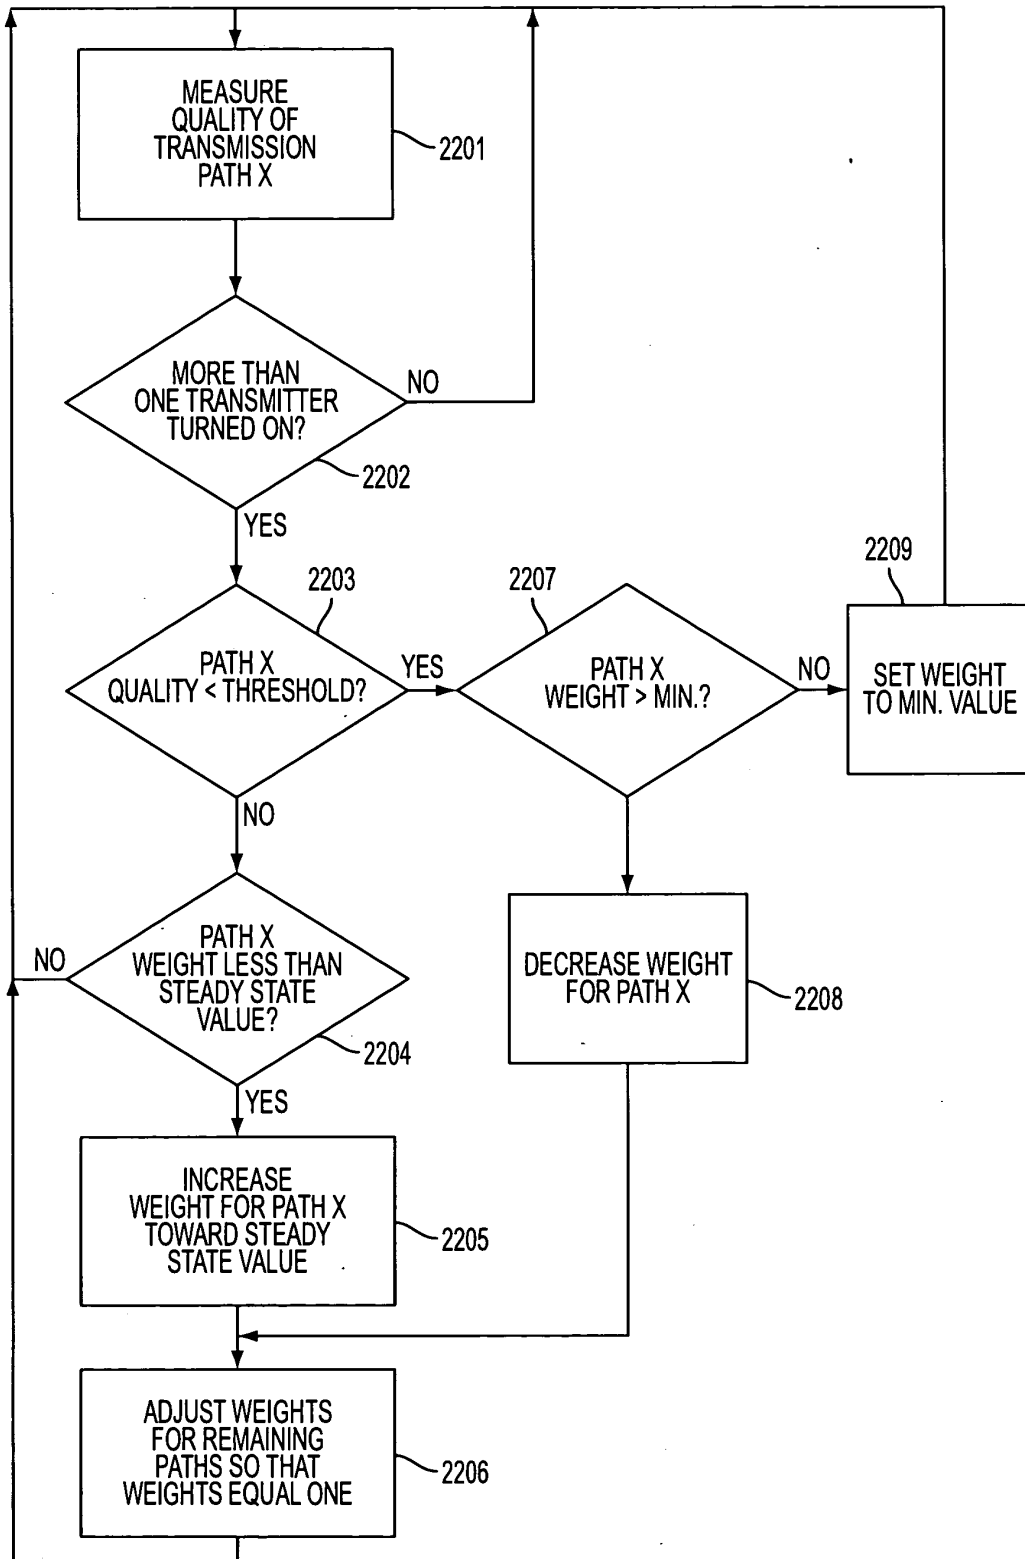 MEASURE
QUALITY OF
TRANSMISSION
PATH X
2201
MORE THAN
ONE TRANSMITTER
TURNED ON?
NO
2202
YES
2203
PATH X
QUALITY < THRESHOLD?
YES
2207
PATH X
WEIGHT > MIN.?
NO
2209
SET WEIGHT
TO MIN. VALUE
NO
PATH X
WEIGHT LESS THAN
STEADY STATE
VALUE?
NO
2204
DECREASE WEIGHT
FOR PATH X
2208
YES
INCREASE
WEIGHT FOR PATH X
TOWARD STEADY
STATE VALUE
2205
ADJUST WEIGHTS
FOR REMAINING
PATHS SO THAT
WEIGHTS EQUAL ONE
2206